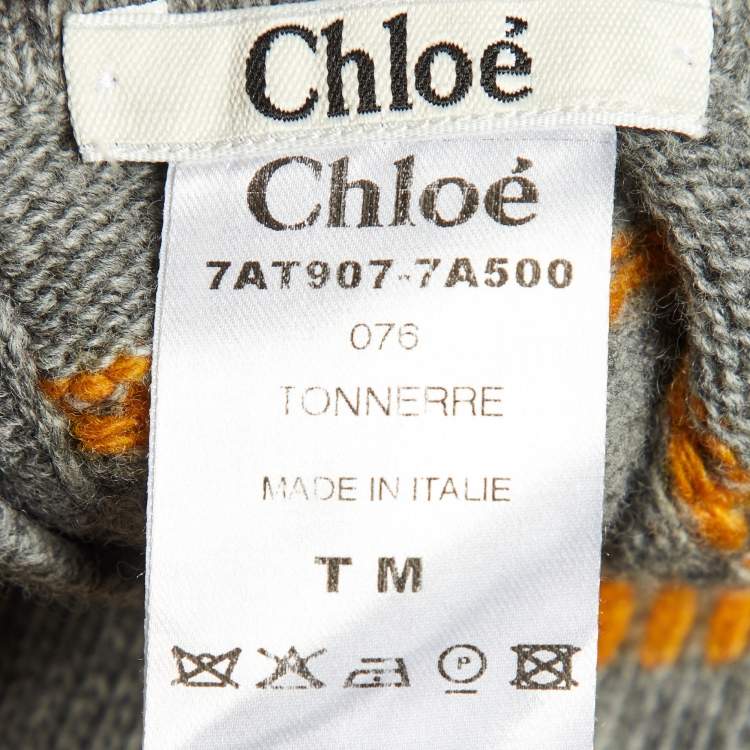 Chloé
Chloé
7AT907-7A500
076
TONNERRE
MADE IN ITALIE
T M
P